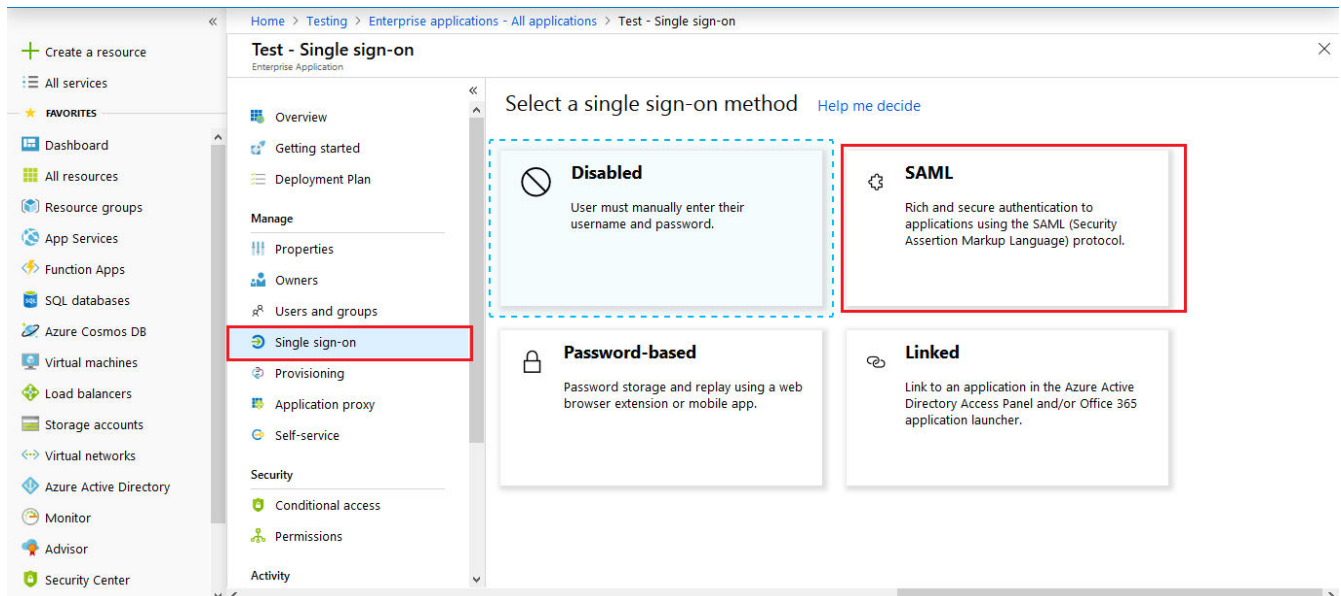 Home > Testing > Enterprise applications - All applications > Test - Single sign-on
Create a resource
All services
FAVORITES
Dashboard
All resources
Resource groups
App Services
Function Apps
SQL databases
Azure Cosmos DB
Virtual machines
Load balancers
Storage accounts
Virtual networks
Azure Active Directory
Monitor
Advisor
Security Center
Test - Single sign-on
Enterprise Application
Overview
Getting started
Deployment Plan
Manage
Properties
Owners
Users and groups
Single sign-on
Provisioning
Application proxy
Self-service
Security
Conditional access
Permissions
Activity
Select a single sign-on method Help me decide
Disabled
User must manually enter their
username and password.
SAML
Rich and secure authentication to
applications using the SAML (Security
Assertion Markup Language) protocol.
Password-based
Password storage and replay using a web
browser extension or mobile app.
Linked
Link to an application in the Azure Active
Directory Access Panel and/or Office 365
application launcher.